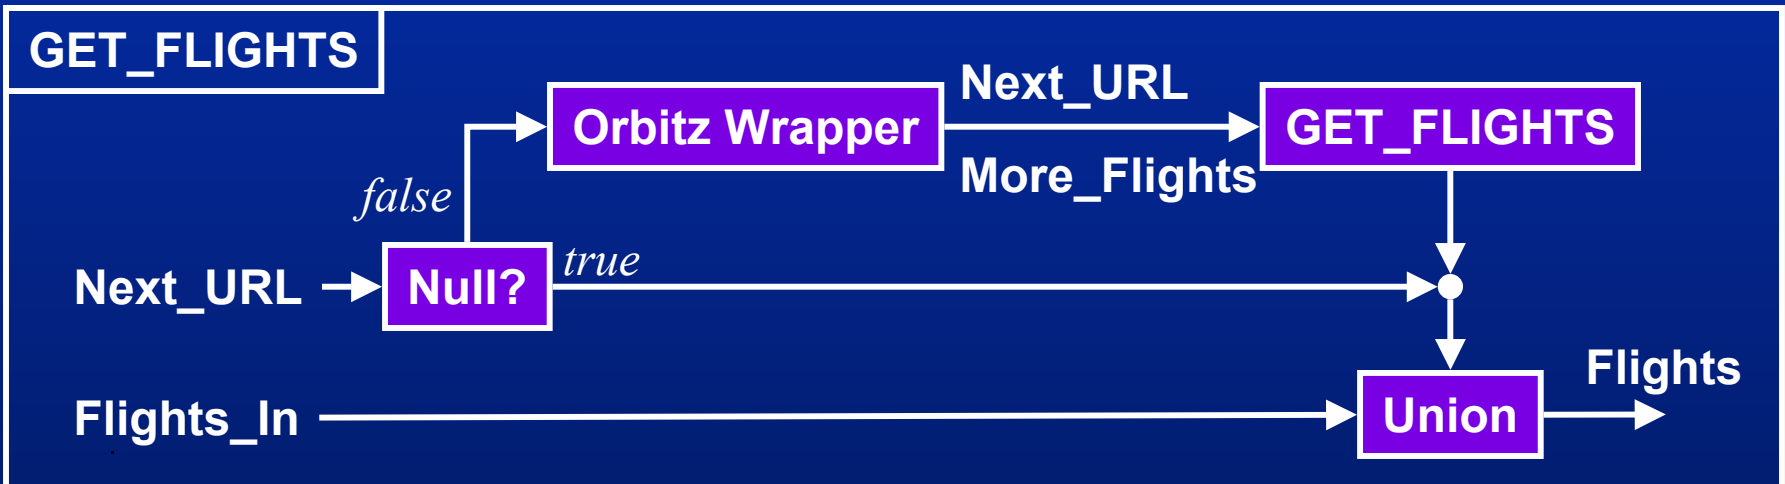 GET_FLIGHTS
Next_URL
Orbitz Wrapper
GET_FLIGHTS
More_Flights
false
true
Next_URL
Null?
Flights
Flights_In
Union